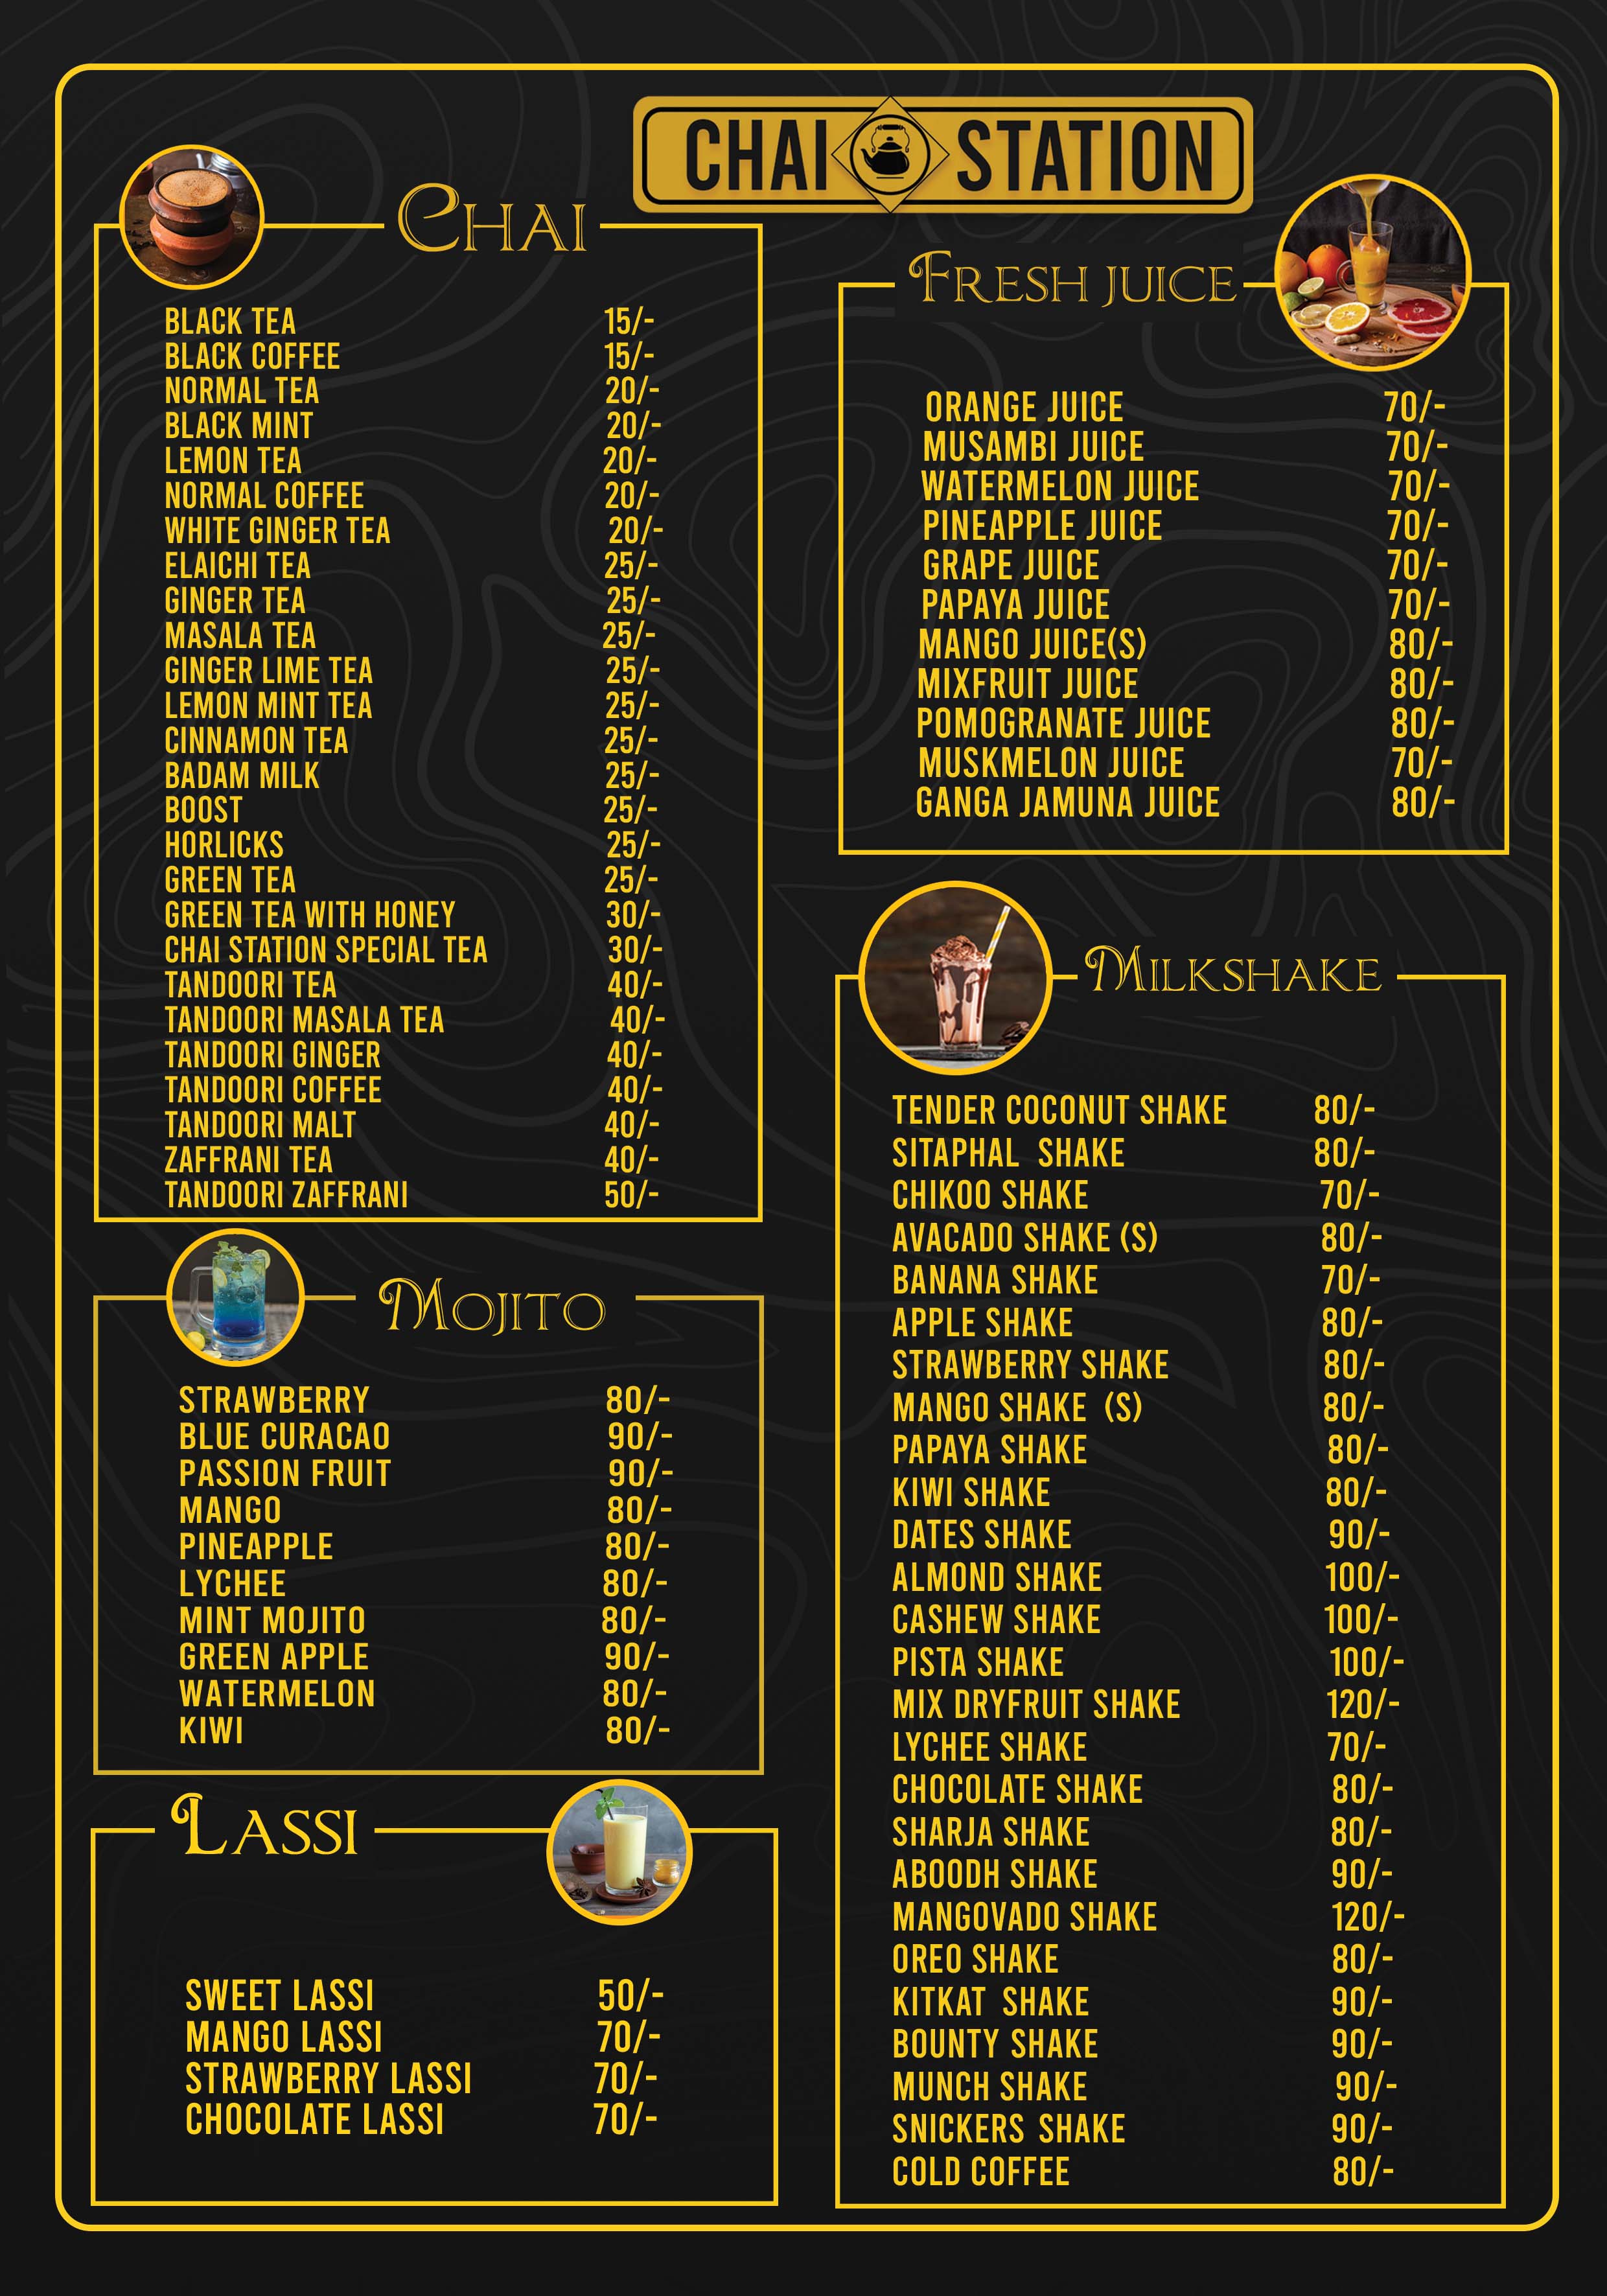 CHAI STATION
CHAI
BLACK TEA 15/-
BLACK COFFEE 15/-
NORMAL TEA 20/-
BLACK MINT 20/-
LEMON TEA 20/-
NORMAL COFFEE 20/-
WHITE GINGER TEA 20/-
ELAICHI TEA 25/-
GINGER TEA 25/-
MASALA TEA 25/-
GINGER LIME TEA 25/-
LEMON MINT TEA 25/-
CINNAMON TEA 25/-
BADAM MILK 25/-
BOOST 25/-
HORLICKS 25/-
GREEN TEA 25/-
GREEN TEA WITH HONEY 30/-
CHAI STATION SPECIAL TEA 30/-
TANDOORI TEA 40/-
TANDOORI MASALA TEA 40/-
TANDOORI GINGER 40/-
TANDOORI COFFEE 40/-
TANDOORI MALT 40/-
ZAFFRANI TEA 40/-
TANDOORI ZAFFRANI 50/-
MOJITO
STRAWBERRY 80/-
BLUE CURACAO 90/-
PASSION FRUIT 90/-
MANGO 80/-
PINEAPPLE 80/-
LYCHEE 80/-
MINT MOJITO 80/-
GREEN APPLE 90/-
WATERMELON 80/-
KIWI 80/-
LASSI
SWEET LASSI 50/-
MANGO LASSI 70/-
STRAWBERRY LASSI 70/-
CHOCOLATE LASSI 70/-
FRESH JUICE
ORANGE JUICE 70/-
MUSAMBI JUICE 70/-
WATERMELON JUICE 70/-
PINEAPPLE JUICE 70/-
GRAPE JUICE 70/-
PAPAYA JUICE 70/-
MANGO JUICE(S) 80/-
MIXFRUIT JUICE 80/-
POMOGRANATE JUICE 80/-
MUSKMELON JUICE 70/-
GANGA JAMUNA JUICE 80/-
MILKSHAKE
TENDER COCONUT SHAKE 80/-
SITAPHAL SHAKE 80/-
CHIKOO SHAKE 70/-
AVACADO SHAKE (S) 80/-
BANANA SHAKE 70/-
APPLE SHAKE 80/-
STRAWBERRY SHAKE 80/-
MANGO SHAKE (S) 80/-
PAPAYA SHAKE 80/-
KIWI SHAKE 80/-
DATES SHAKE 90/-
ALMOND SHAKE 100/-
CASHEW SHAKE 100/-
PISTA SHAKE 100/-
MIX DRYFRUIT SHAKE 120/-
LYCHEE SHAKE 70/-
CHOCOLATE SHAKE 80/-
SHARJA SHAKE 80/-
ABOODH SHAKE 90/-
MANGOVADO SHAKE 120/-
OREO SHAKE 80/-
KITKAT SHAKE 90/-
BOUNTY SHAKE 90/-
MUNCH SHAKE 90/-
SNICKERS SHAKE 90/-
COLD COFFEE 80/-